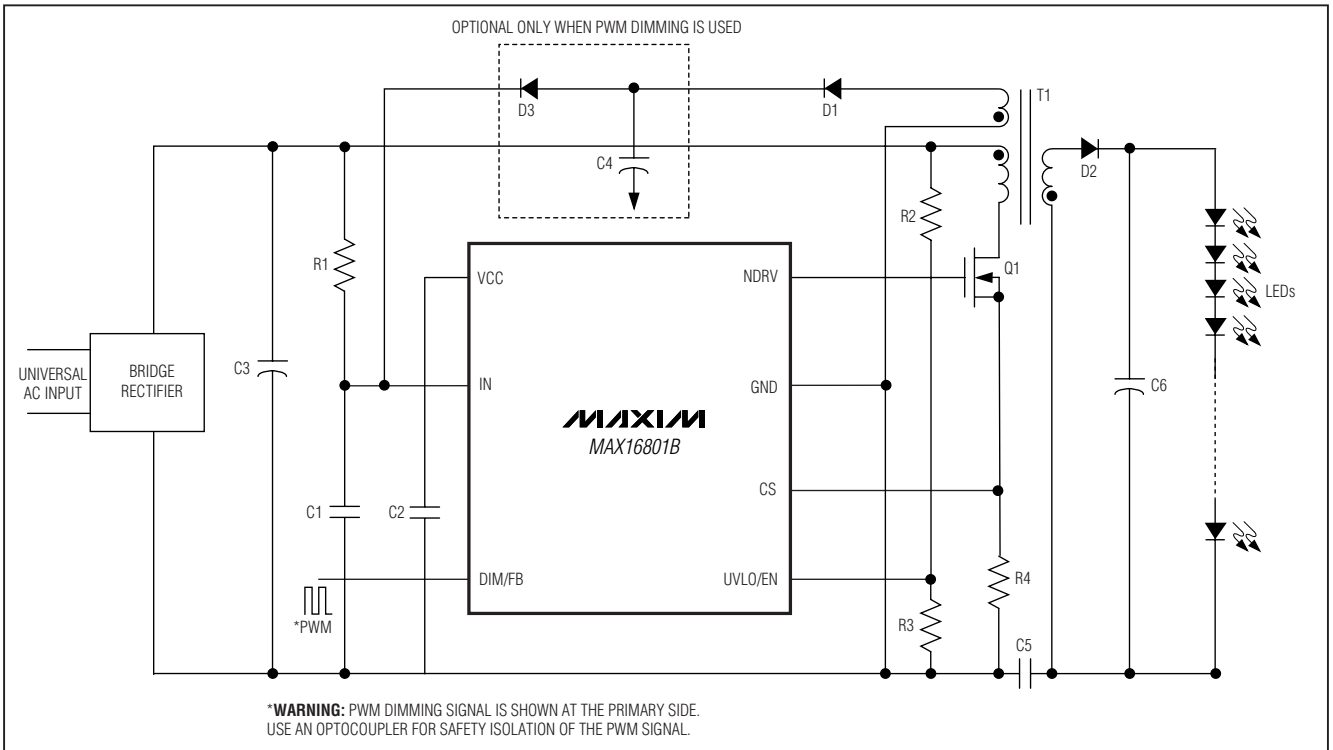 OPTIONAL ONLY WHEN PWM DIMMING IS USED
D3
D1
T1
C4
D2
R2
R1
VCC
NDRV
Q1
LEDs
UNIVERSAL
AC INPUT
BRIDGE
RECTIFIER
C3
IN
GND
C6
MAXIM
MAX16801B
CS
C1
C2
DIM/FB
UVLO/EN
R4
*PWM
R3
C5
*WARNING: PWM DIMMING SIGNAL IS SHOWN AT THE PRIMARY SIDE.
USE AN OPTOCOUPLER FOR SAFETY ISOLATION OF THE PWM SIGNAL.